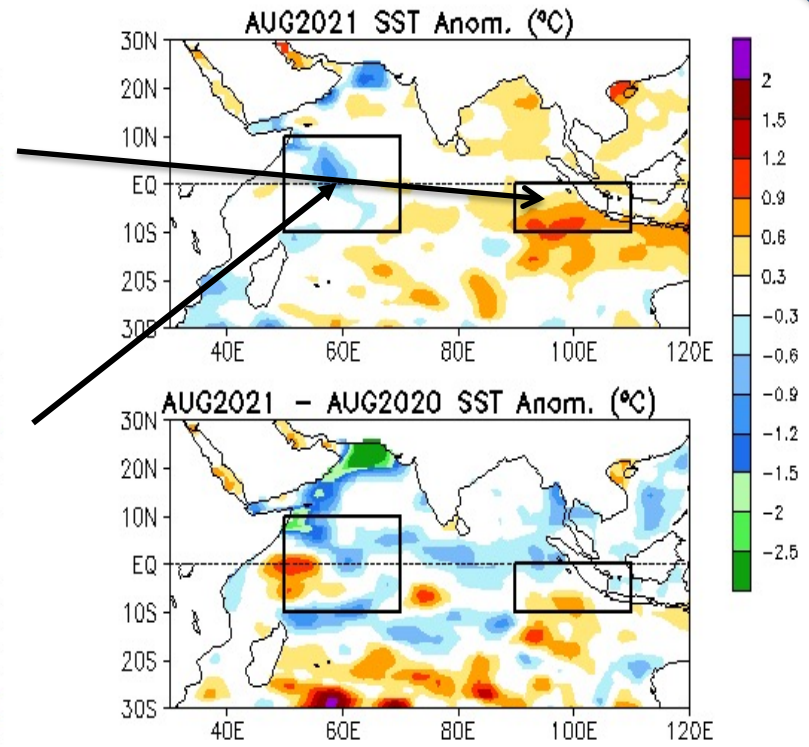 AUG2021 SST Anom. (ºC)
30N
20N
10N
EQ
10S
20S
30S
40E 60E 80E 100E 120E
2
1.5
1.2
0.9
0.6
0.3
-0.3
-0.6
-0.9
-1.2
-1.5
-2
-2.5
AUG2021 - AUG2020 SST Anom. (ºC)
30N
20N
10N
EQ
10S
20S
30S
40E 60E 80E 100E 120E